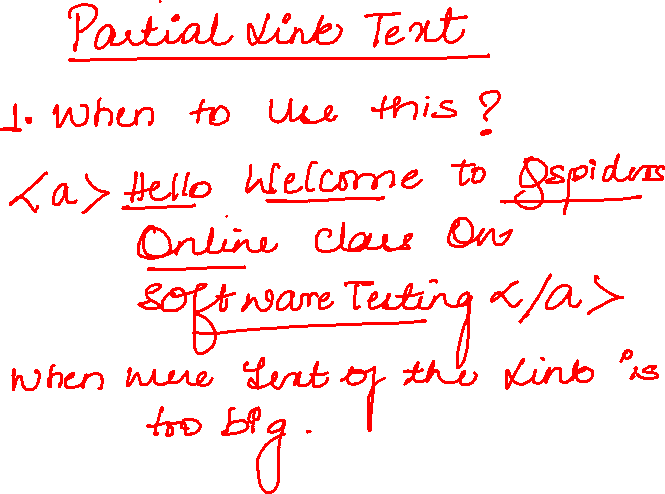 Partial Link Text
1. When to Use this?
<a> Hello Welcome to Qspiders
Online class On
Software Testing </a>
When were Text of the Link is
too big.